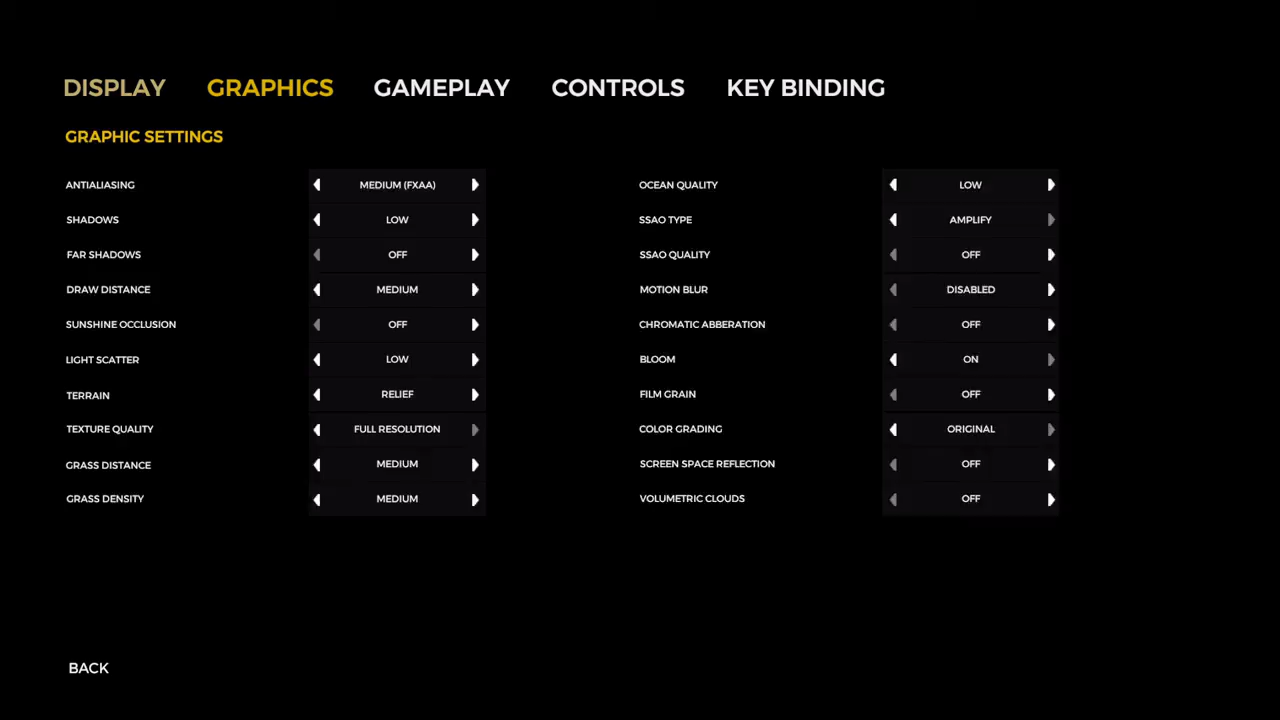 DISPLAY GRAPHICS GAMEPLAY CONTROLS KEY BINDING
GRAPHIC SETTINGS
ANTIALIASING MEDIUM (FXAA)
SHADOWS LOW
FAR SHADOWS OFF
DRAW DISTANCE MEDIUM
SUNSHINE OCCLUSION OFF
LIGHT SCATTER LOW
TERRAIN RELIEF
TEXTURE QUALITY FULL RESOLUTION
GRASS DISTANCE MEDIUM
GRASS DENSITY MEDIUM
OCEAN QUALITY LOW
SSAO TYPE AMPLIFY
SSAO QUALITY OFF
MOTION BLUR DISABLED
CHROMATIC ABBERATION OFF
BLOOM ON
FILM GRAIN OFF
COLOR GRADING ORIGINAL
SCREEN SPACE REFLECTION OFF
VOLUMETRIC CLOUDS OFF
BACK